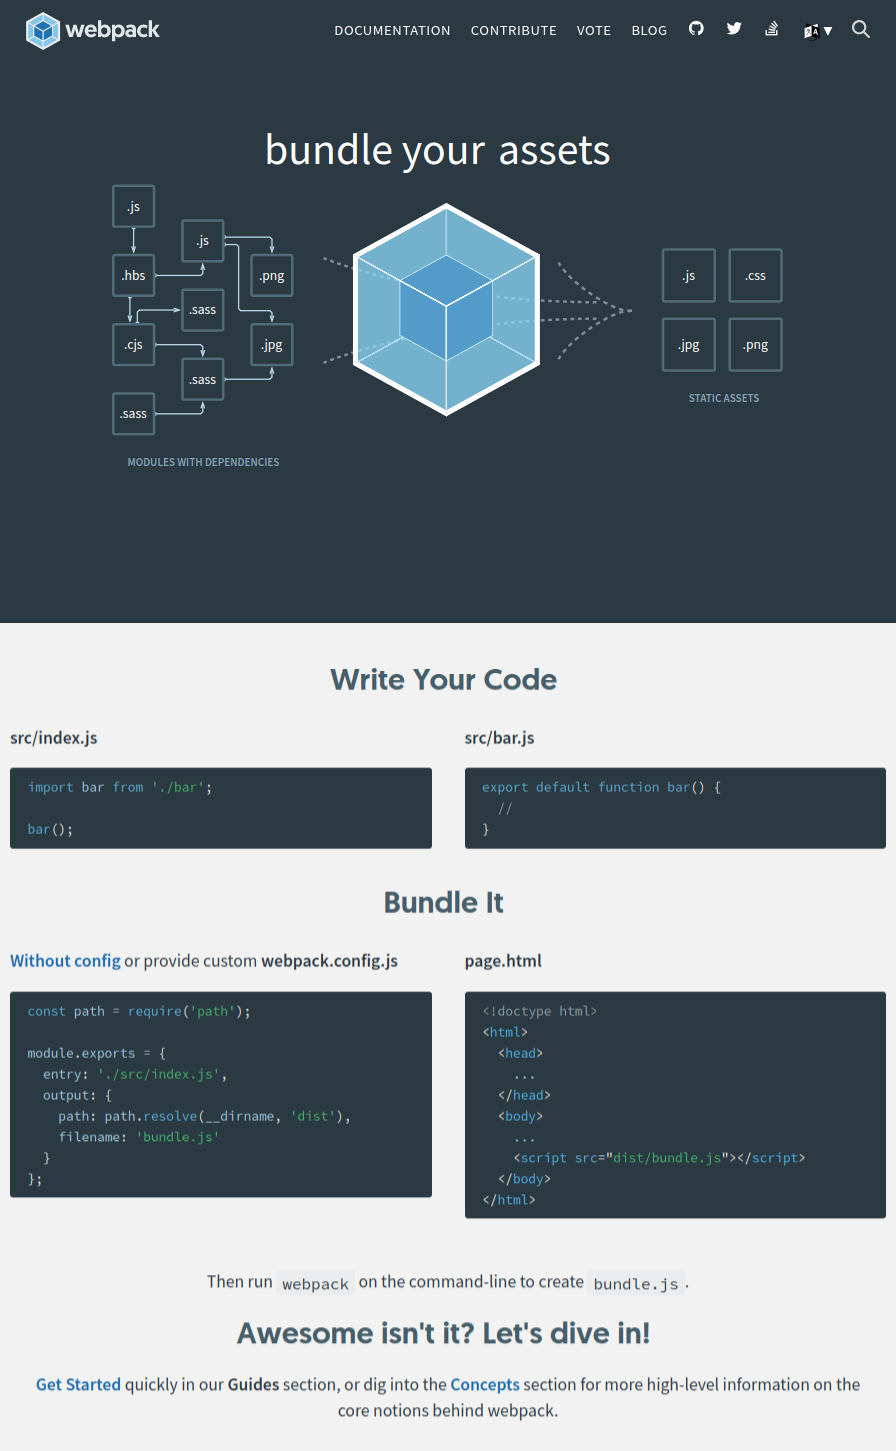 webpack
DOCUMENTATION CONTRIBUTE VOTE BLOG
bundle your assets
.js
.js
.hbs
.png
.sass
.cjs
.jpg
.sass
.sass
MODULES WITH DEPENDENCIES
.js
.css
.jpg
.png
STATIC ASSETS
Write Your Code
src/index.js
import bar from './bar';
bar();
src/bar.js
export default function bar() {
  //
}
Bundle It
Without config or provide custom webpack.config.js
const path = require('path');
module.exports = {
  entry: './src/index.js',
  output: {
    path: path.resolve(__dirname, 'dist'),
    filename: 'bundle.js'
  }
};
page.html
<!doctype html>
<html>
  <head>
    ...
  </head>
  <body>
    ...
    <script src="dist/bundle.js"></script>
  </body>
</html>
Then run webpack on the command-line to create bundle.js.
Awesome isn't it? Let's dive in!
Get Started quickly in our Guides section, or dig into the Concepts section for more high-level information on the
core notions behind webpack.